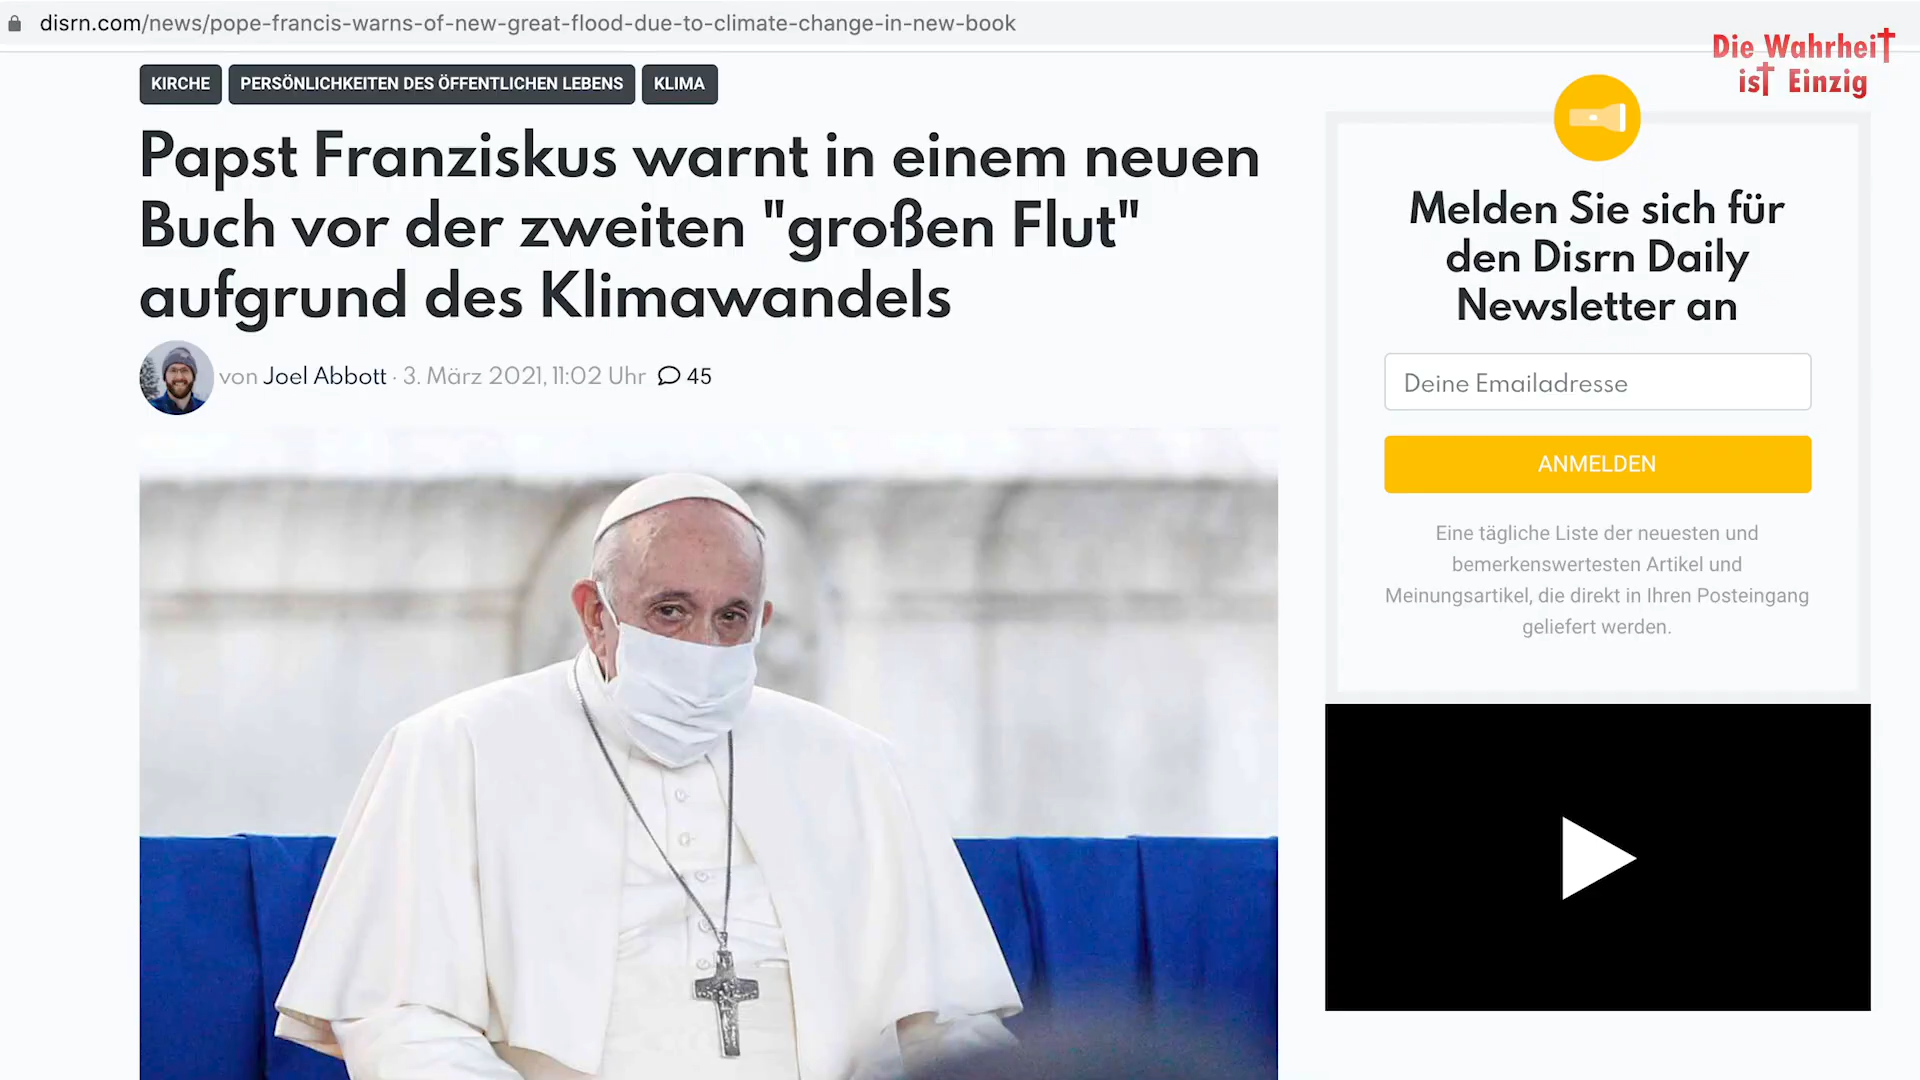 disrn.com/news/pope-francis-warns-of-new-great-flood-due-to-climate-change-in-new-book
Die Wahrheit
ist Einzig
KIRCHE
PERSÖNLICHKEITEN DES ÖFFENTLICHEN LEBENS
KLIMA
Papst Franziskus warnt in einem neuen
Buch vor der zweiten "großen Flut"
aufgrund des Klimawandels
von Joel Abbott · 3. März 2021, 11:02 Uhr 45
Melden Sie sich für
den Disrn Daily
Newsletter an
Deine Emailadresse
ANMELDEN
Eine tägliche Liste der neuesten und
bemerkenswertesten Artikel und
Meinungsartikel, die direkt in Ihren Posteingang
geliefert werden.